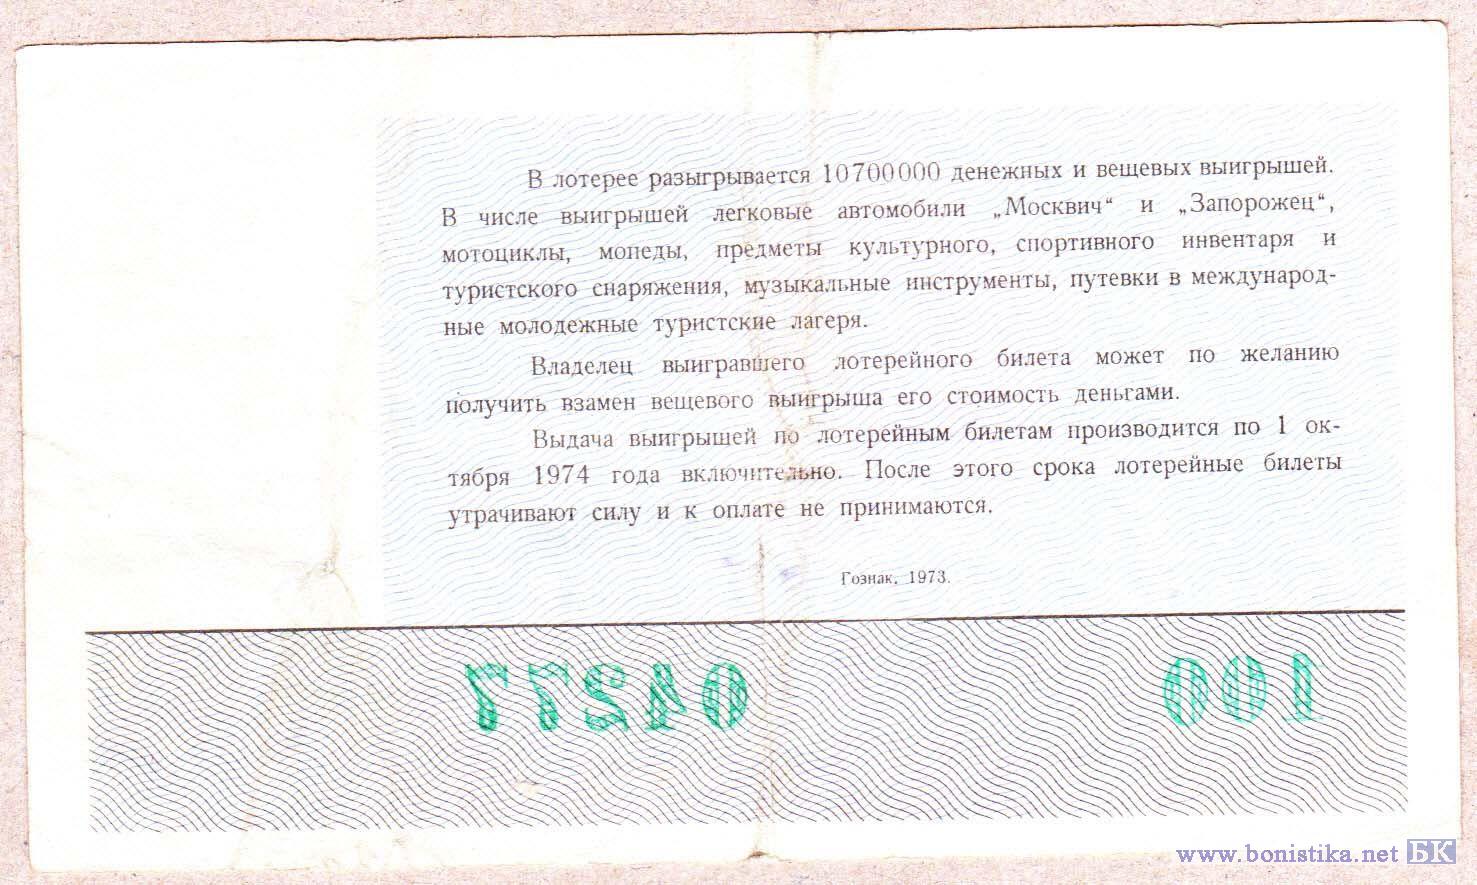 В лотерее разыгрывается 10700000 денежных и вещевых выигрышей.
В числе выигрышей легковые автомобили „Москвич“ и „Запорожец“,
мотоциклы, мопеды, предметы культурного, спортивного инвентаря и
туристского снаряжения, музыкальные инструменты, путевки в международ-
ные молодежные туристские лагеря.
Владелец выигравшего лотерейного билета может по желанию
получить взамен вещевого выигрыша его стоимость деньгами.
Выдача выигрышей по лотерейным билетам производится по 1 ок-
тября 1974 года включительно. После этого срока лотерейные билеты
утрачивают силу и к оплате не принимаются.
Гознак. 1973.
100 04277
www.bonistika.net БК